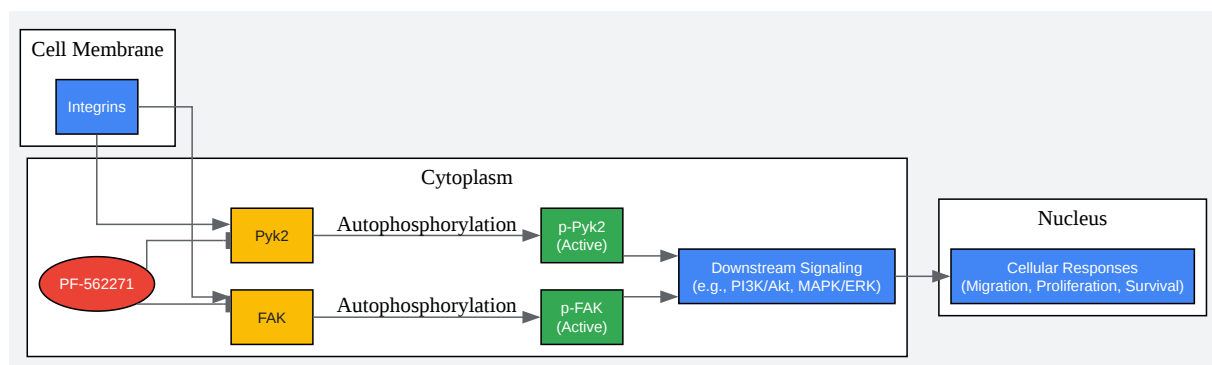 Cell Membrane
Integrins
Cytoplasm
Pyk2
Autophosphorylation
p-Pyk2
(Active)
PF-562271
FAK
Autophosphorylation
p-FAK
(Active)
Downstream Signaling
(e.g., PI3K/Akt, MAPK/ERK)
Nucleus
Cellular Responses
(Migration, Proliferation, Survival)